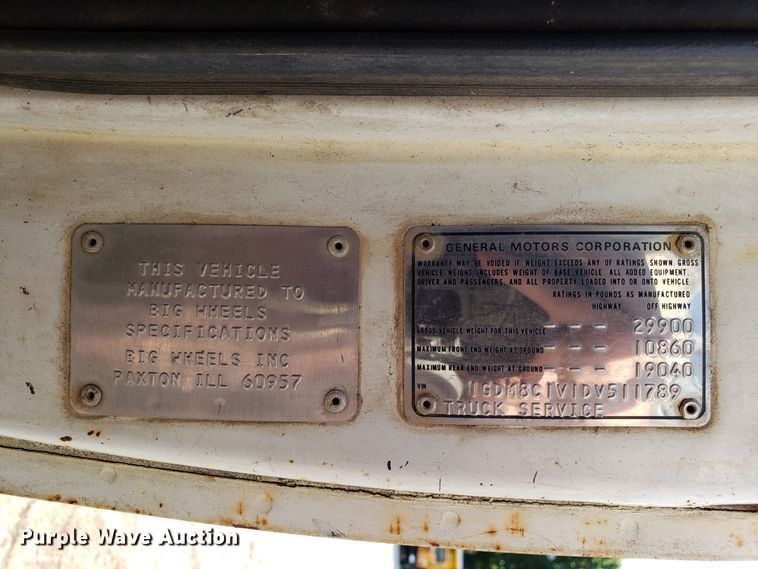 THIS VEHICLE
MANUFACTURED TO
BIG WHEELS
SPECIFICATIONS
BIG WHEELS INC
PAXTON, ILL 60957
GENERAL MOTORS CORPORATION
WARRANTY MAY BE VOIDED IF WEIGHT EXCEEDS ANY OF RATINGS SHOWN GROSS
VEHICLE WEIGHT INCLUDES WEIGHT OF BASE VEHICLE, ALL ADDED EQUIPMENT,
DRIVER AND PASSENGERS, AND ALL PROPERTY LOADED INTO OR ONTO VEHICLE
RATINGS IN POUNDS AS MANUFACTURED
HIGHWAY OFF HIGHWAY
GROSS VEHICLE WEIGHT FOR THIS VEHICLE - - - 29900
MAXIMUM FRONT END WEIGHT AT GROUND - - - 10860
MAXIMUM REAR END WEIGHT AT GROUND - - - 19040
VIN 1GDM8C1V1DV511789
TRUCK SERVICE
Purple Wave Auction